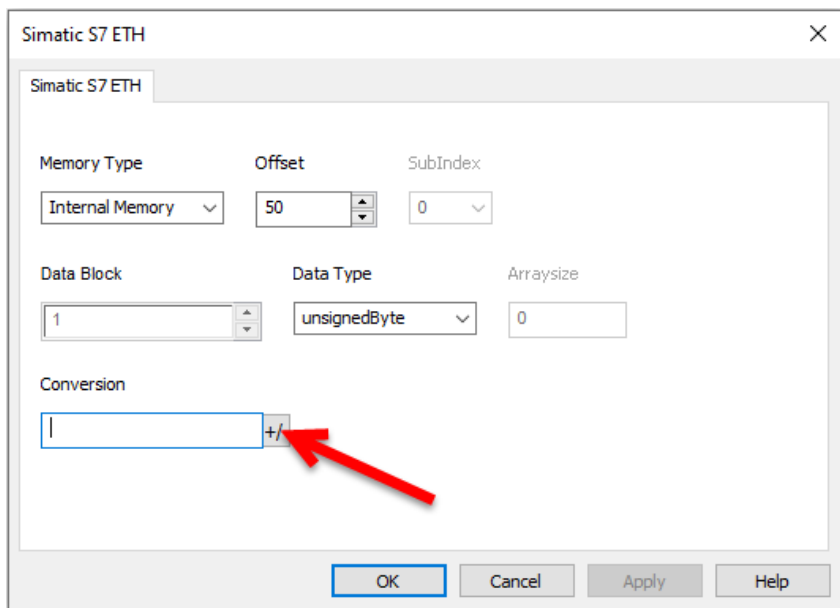 Simatic S7 ETH
Simatic S7 ETH
Memory Type Offset SubIndex
Internal Memory 50 0
Data Block Data Type Arraysize
1 unsignedByte 0
Conversion
+/
OK Cancel Apply Help